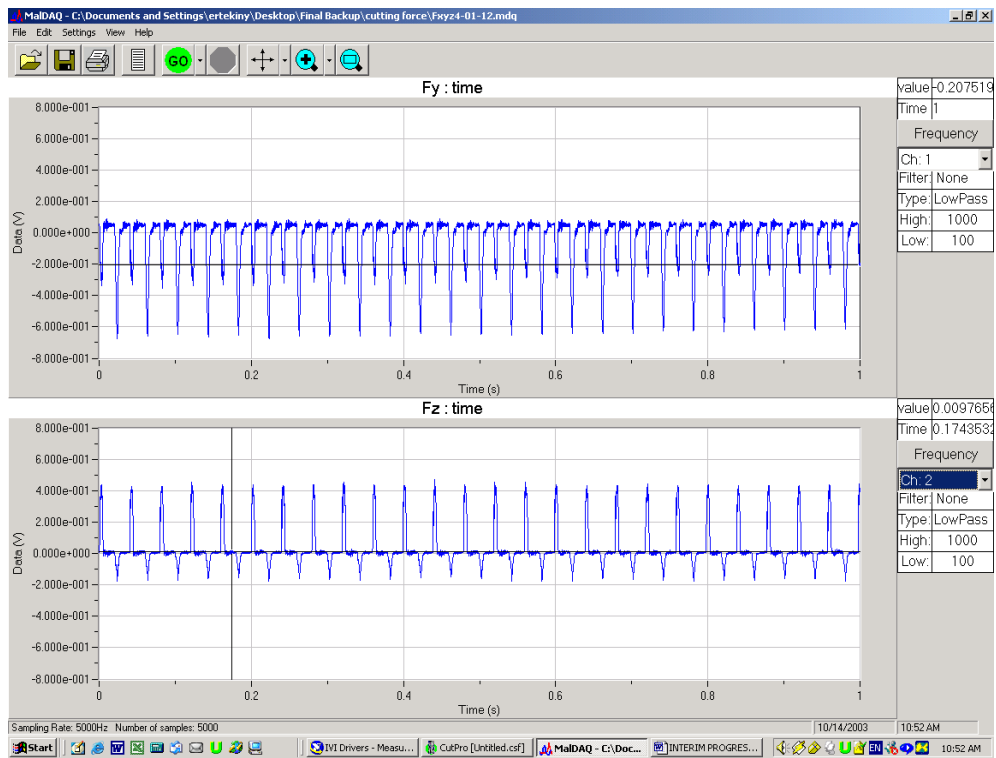 MalDAQ - C:\Documents and Settings\ertekiny\Desktop\Final Backup\cutting force\Fxyz4-01-12.mdq
File Edit Settings View Help
GO
Fy : time
value -0.207519
Time 1
Frequency
Ch: 1
Filter: None
Type: LowPass
High: 1000
Low: 100
8.000e-001
6.000e-001
4.000e-001
2.000e-001
0.000e+000
-2.000e-001
-4.000e-001
-6.000e-001
-8.000e-001
Data (V)
0 0.2 0.4 0.6 0.8 1
Time (s)
Fz : time
value 0.0097656
Time 0.1743532
Frequency
Ch: 2
Filter: None
Type: LowPass
High: 1000
Low: 100
8.000e-001
6.000e-001
4.000e-001
2.000e-001
0.000e+000
-2.000e-001
-4.000e-001
-6.000e-001
-8.000e-001
Data (V)
0 0.2 0.4 0.6 0.8 1
Time (s)
Sampling Rate: 5000Hz Number of samples: 5000 10/14/2003 10:52 AM
Start IVI Drivers - Measu... CutPro [Untitled.csf] MalDAQ - C:\Doc... INTERIM PROGRES... EN 10:52 AM